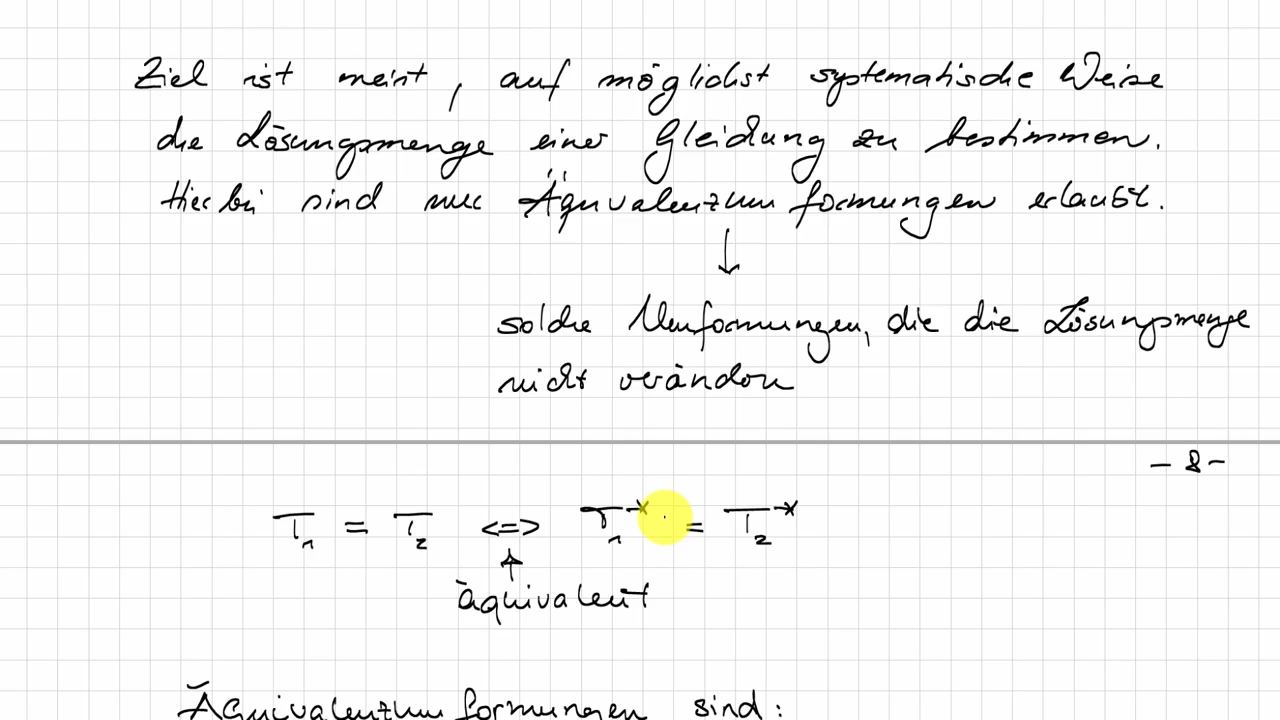 Ziel ist meist, auf möglichst systematische Weise
die Lösungsmenge einer Gleichung zu bestimmen.
Hierbei sind nur Äquivalenzumformungen erlaubt.
↓
solche Umformungen, die die Lösungsmenge
nicht verändern
- 8 -
T₁ = T₂ <=> T₁* = T₂*
↑
äquivalent
Äquivalenzumformungen sind: